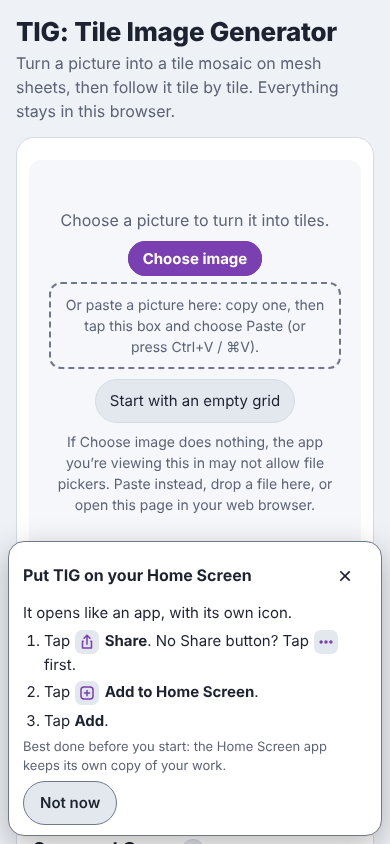 TIG: Tile Image Generator
Turn a picture into a tile mosaic on mesh
sheets, then follow it tile by tile. Everything
stays in this browser.
Choose a picture to turn it into tiles.
Choose image
Or paste a picture here: copy one, then
tap this box and choose Paste (or
press Ctrl+V / ⌘V).
Start with an empty grid
If Choose image does nothing, the app
you’re viewing this in may not allow file
pickers. Paste instead, drop a file here, or
open this page in your web browser.
Put TIG on your Home Screen
It opens like an app, with its own icon.
1. Tap Share. No Share button? Tap
first.
2. Tap Add to Home Screen.
3. Tap Add.
Best done before you start: the Home Screen app
keeps its own copy of your work.
Not now